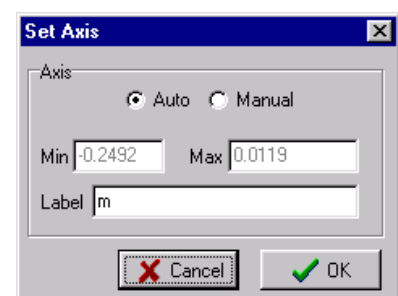 Set Axis
Axis
Auto Manual
Min -0.2492 Max 0.0119
Label m
Cancel OK